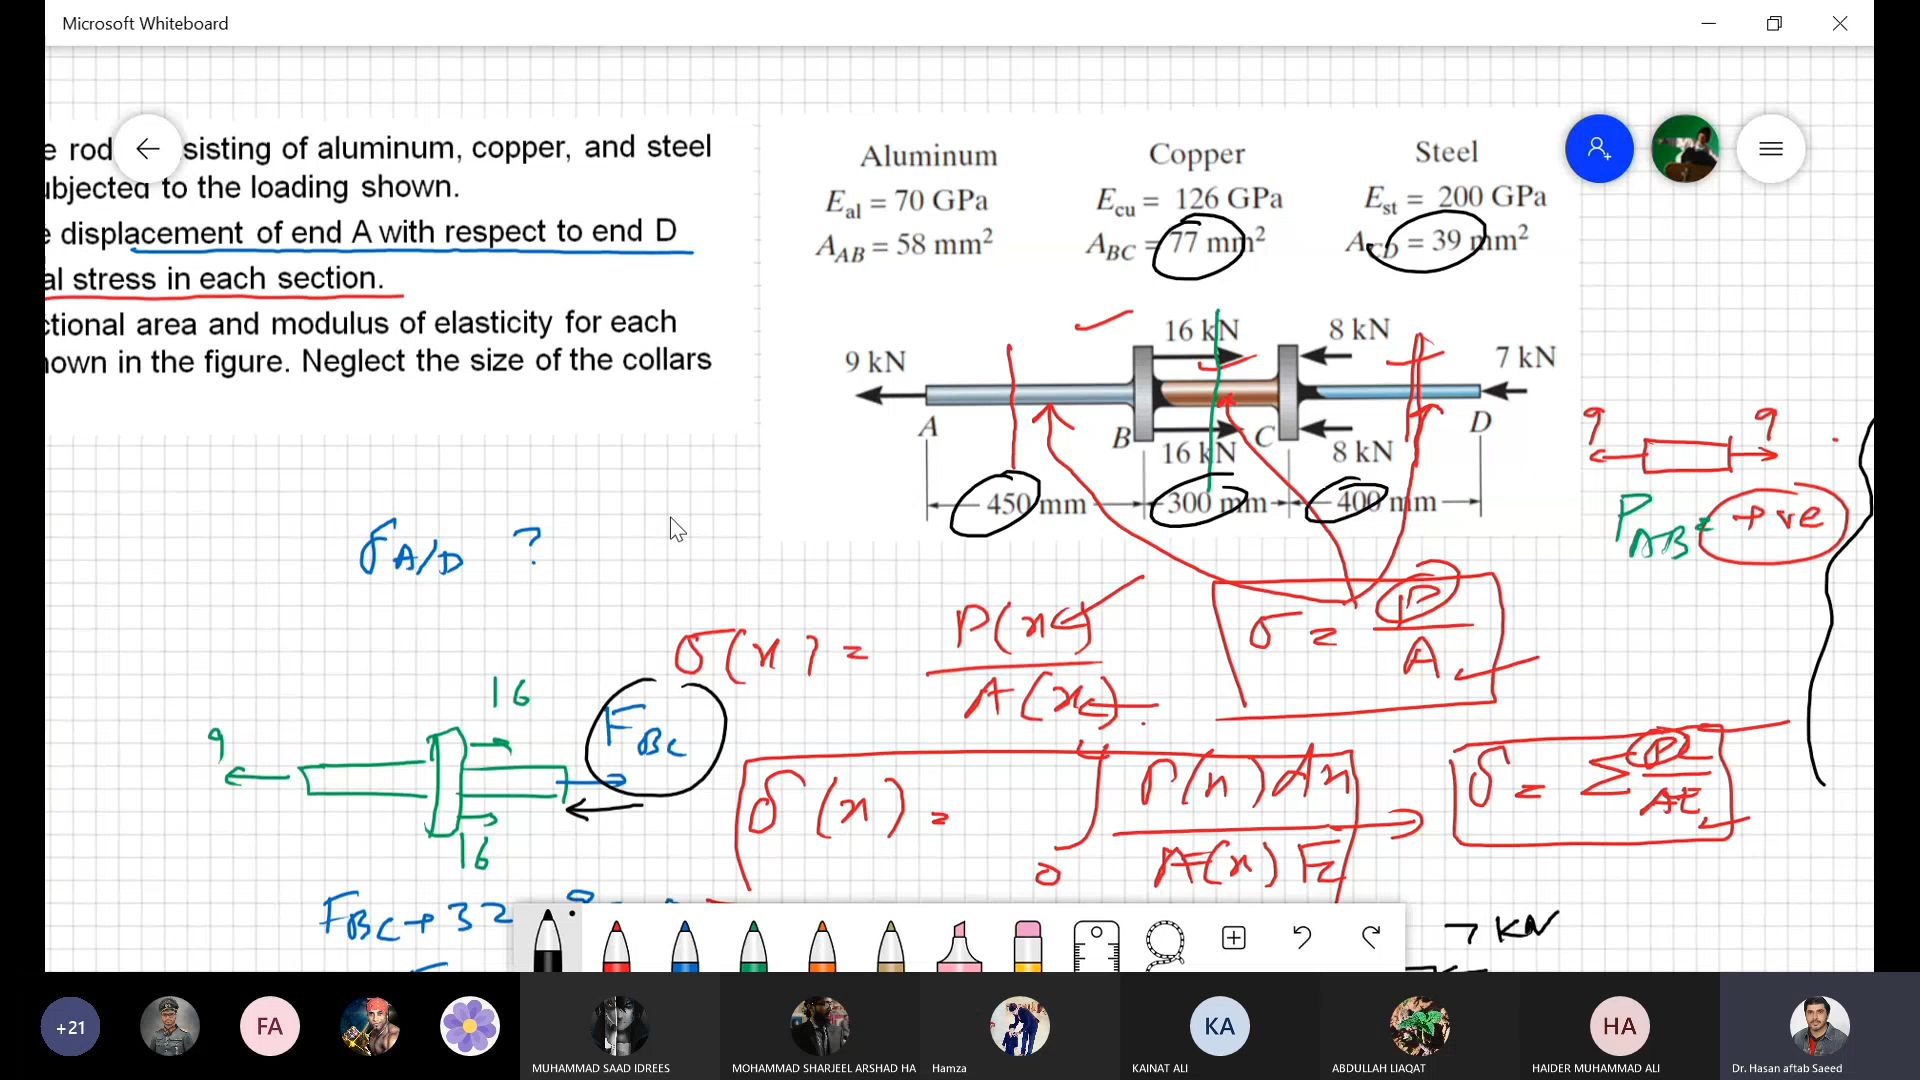 Microsoft Whiteboard
e rod sisting of aluminum, copper, and steel
ubjected to the loading shown.
e displacement of end A with respect to end D
al stress in each section.
ctional area and modulus of elasticity for each
hown in the figure. Neglect the size of the collars
Aluminum Copper Steel
E_al = 70 GPa E_cu = 126 GPa E_st = 200 GPa
A_AB = 58 mm² A_BC = 77 mm² A_CD = 39 mm²
16 kN 8 kN
9 kN 7 kN
A B C D
16 kN 8 kN
450 mm 300 mm 400 mm
9 9
P_AB = +ve
δ_A/D ?
σ(x) = P(x) / A(x)
σ = P / A
16
9
F_BC
16
δ(x) = ∫ P(x) dx / A(x) E
0
δ = Σ PL / AE
F_BC + 32
7 KN
+21
FA
KA
HA
MUHAMMAD SAAD IDREES
MOHAMMAD SHARJEEL ARSHAD HA
Hamza
KAINAT ALI
ABDULLAH LIAQAT
HAIDER MUHAMMAD ALI
Dr. Hasan aftab Saeed